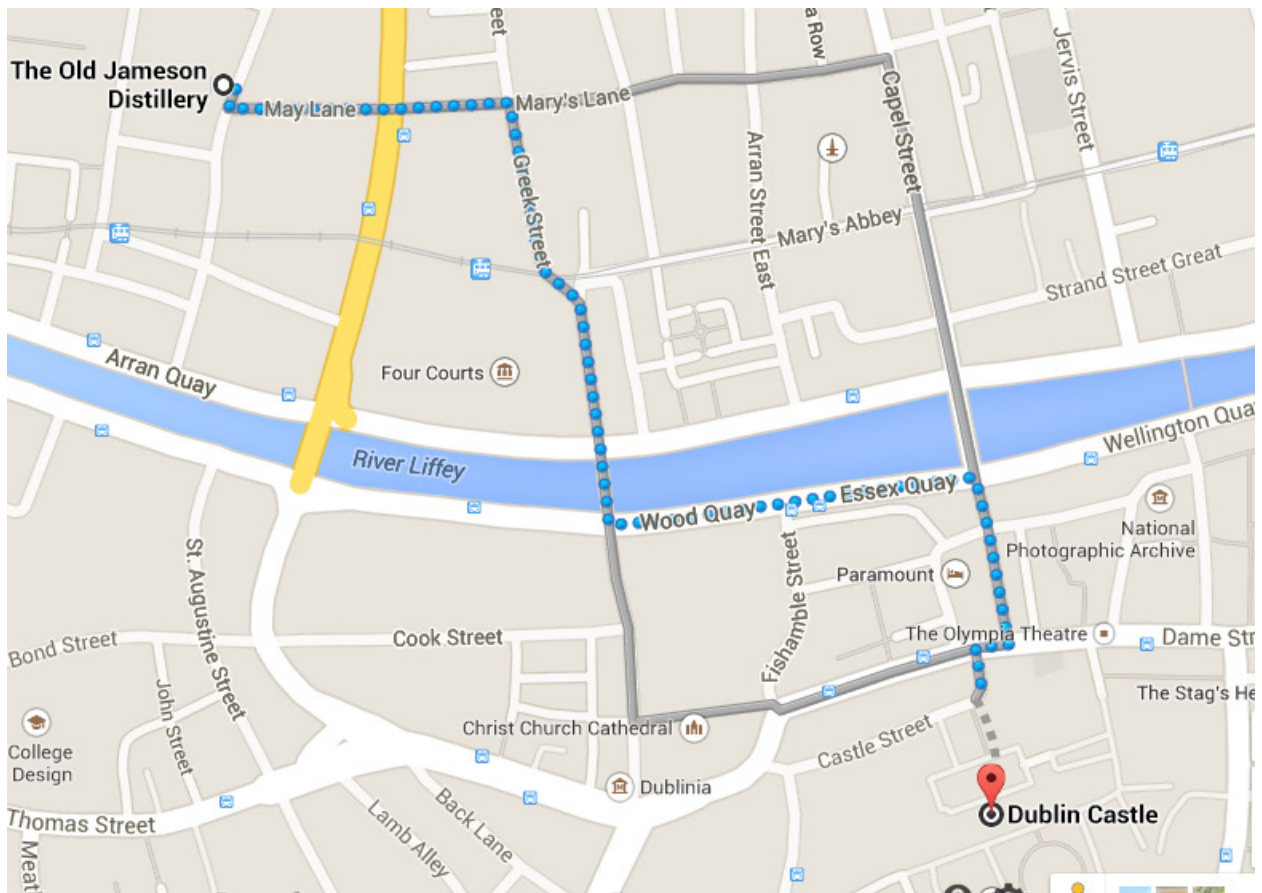 eet
a Row
Jervis Street
The Old Jameson
Distillery
May Lane
Mary's Lane
Capel Street
Greek Street
Arran Street East
Mary's Abbey
Strand Street Great
Arran Quay
Four Courts
River Liffey
Wellington Qua
Wood Quay
Essex Quay
National
Photographic Archive
St. Augustine Street
Fishamble Street
Paramount
Bond Street
Cook Street
The Olympia Theatre
Dame Str
John Street
The Stag's He
College
Design
Christ Church Cathedral
Castle Street
Dublinia
Dublin Castle
Thomas Street
Lamb Alley
Back Lane
Meat